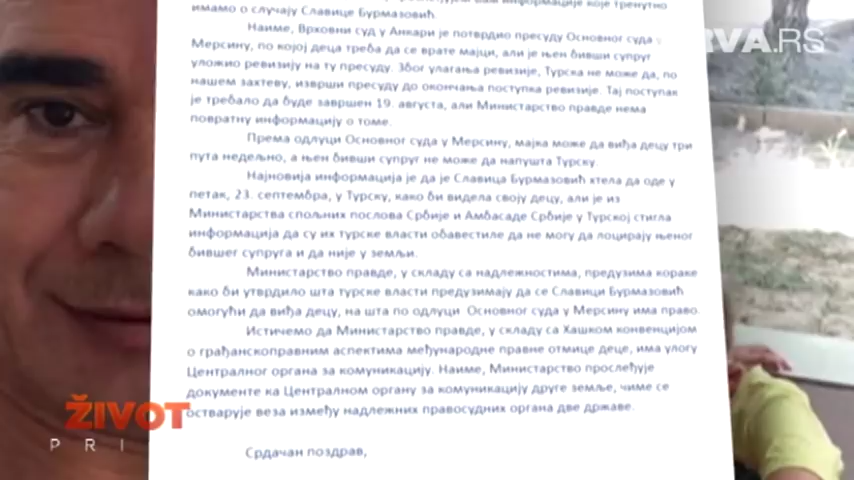 информације које тренутно
имамо о случају Славице Бурмазовић.
Наиме, Врховни суд у Анкари је потврдио пресуду Основног суда у
Мерсину, по којој деца треба да се врате мајци, али је њен бивши супруг
уложио ревизију на ту пресуду. Због улагања ревизије, Турска не може да, по
нашем захтеву, изврши пресуду до окончања поступка ревизије. Тај поступак
је требало да буде завршен 19. августа, али Министарство правде нема
повратну информацију о томе.
Према одлуци Основног суда у Мерсину, мајка може да виђа децу три
пута недељно, а њен бивши супруг не може да напушта Турску.
Најновија информација је да је Славица Бурмазовић хтела да оде у
петак, 23. септембра, у Турску, како би видела своју децу, али је из
Министарства спољних послова Србије и Амбасаде Србије у Турској стигла
информација да су их турске власти обавестиле да не могу да лоцирају њеног
бившег супруга и да није у земљи.
Министарство правде, у складу са надлежностима, предузима кораке
како би утврдило шта турске власти предузимају да се Славици Бурмазовић
омогући да виђа децу, на шта по одлуци Основног суда у Мерсину има право.
Истичемо да Министарство правде, у складу са Хашком конвенцијом
о грађанскоправним аспектима међународне правне отмице деце, има улогу
Централног органа за комуникацију. Наиме, Министарство прослеђује
документе ка Централном органу за комуникацију друге земље, чиме се
остварује веза између надлежних правосудних органа две државе.
Срдачан поздрав,
RVA.RS
ŽIVOT
PRI